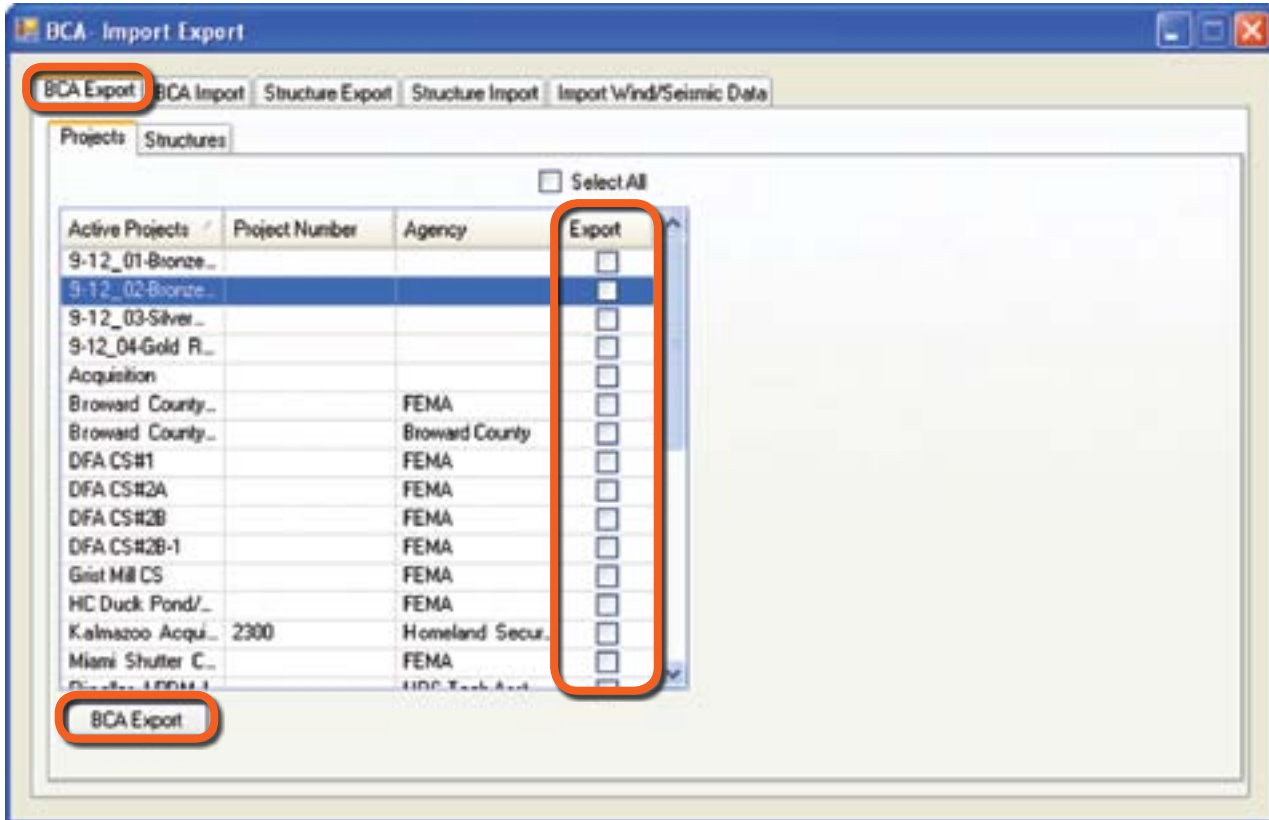 BCA- Import Export
BCA Export BCA Import Structure Export Structure Import Import Wind/Seismic Data
Projects Structures
Select All
Active Projects Project Number Agency Export
9-12_01-Bronze...
9-12_02-Bronze...
9-12_03-Silver...
9-12_04-Gold R...
Acquisition
Broward County... FEMA
Broward County... Broward County
DFA CS#1 FEMA
DFA CS#2A FEMA
DFA CS#2B FEMA
DFA CS#2B-1 FEMA
Grist Mill CS FEMA
HC Duck Pond/... FEMA
Kalmazoo Acqui... 2300 Homeland Secur...
Miami Shutter C... FEMA
BCA Export